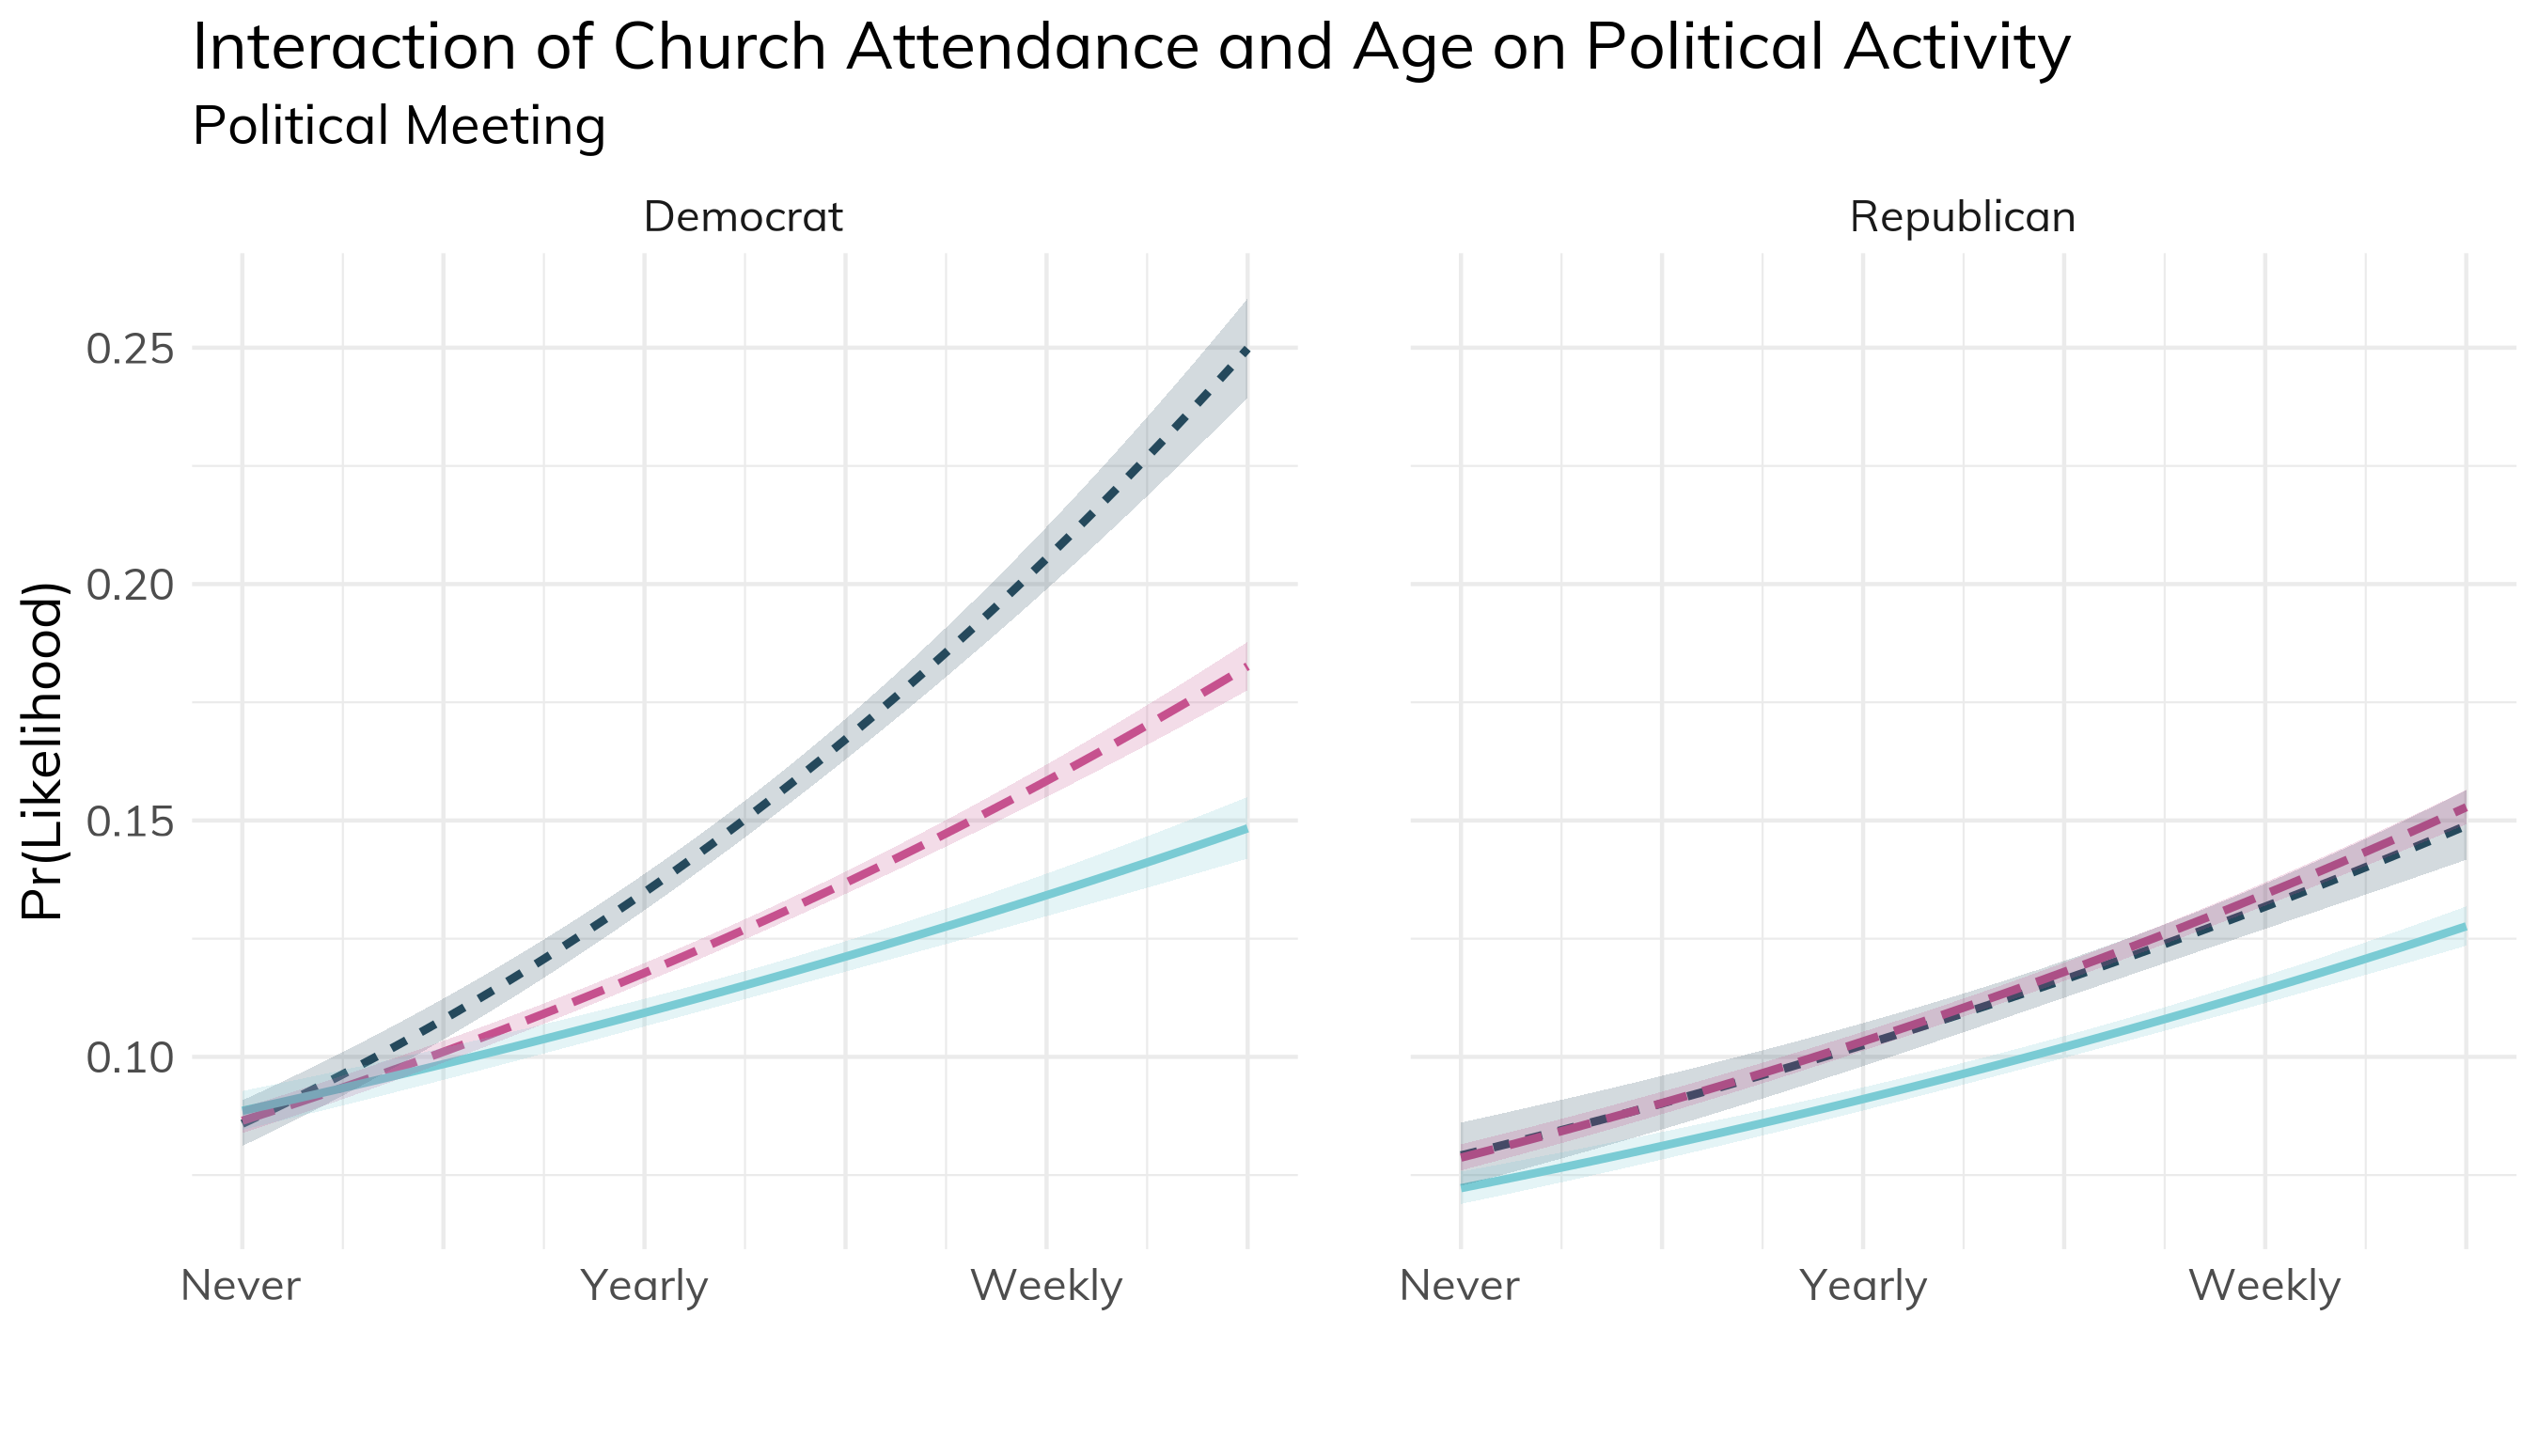 Interaction of Church Attendance and Age on Political Activity
Political Meeting
Democrat
Republican
Pr(Likelihood)
0.25
0.20
0.15
0.10
Never
Yearly
Weekly
Never
Yearly
Weekly